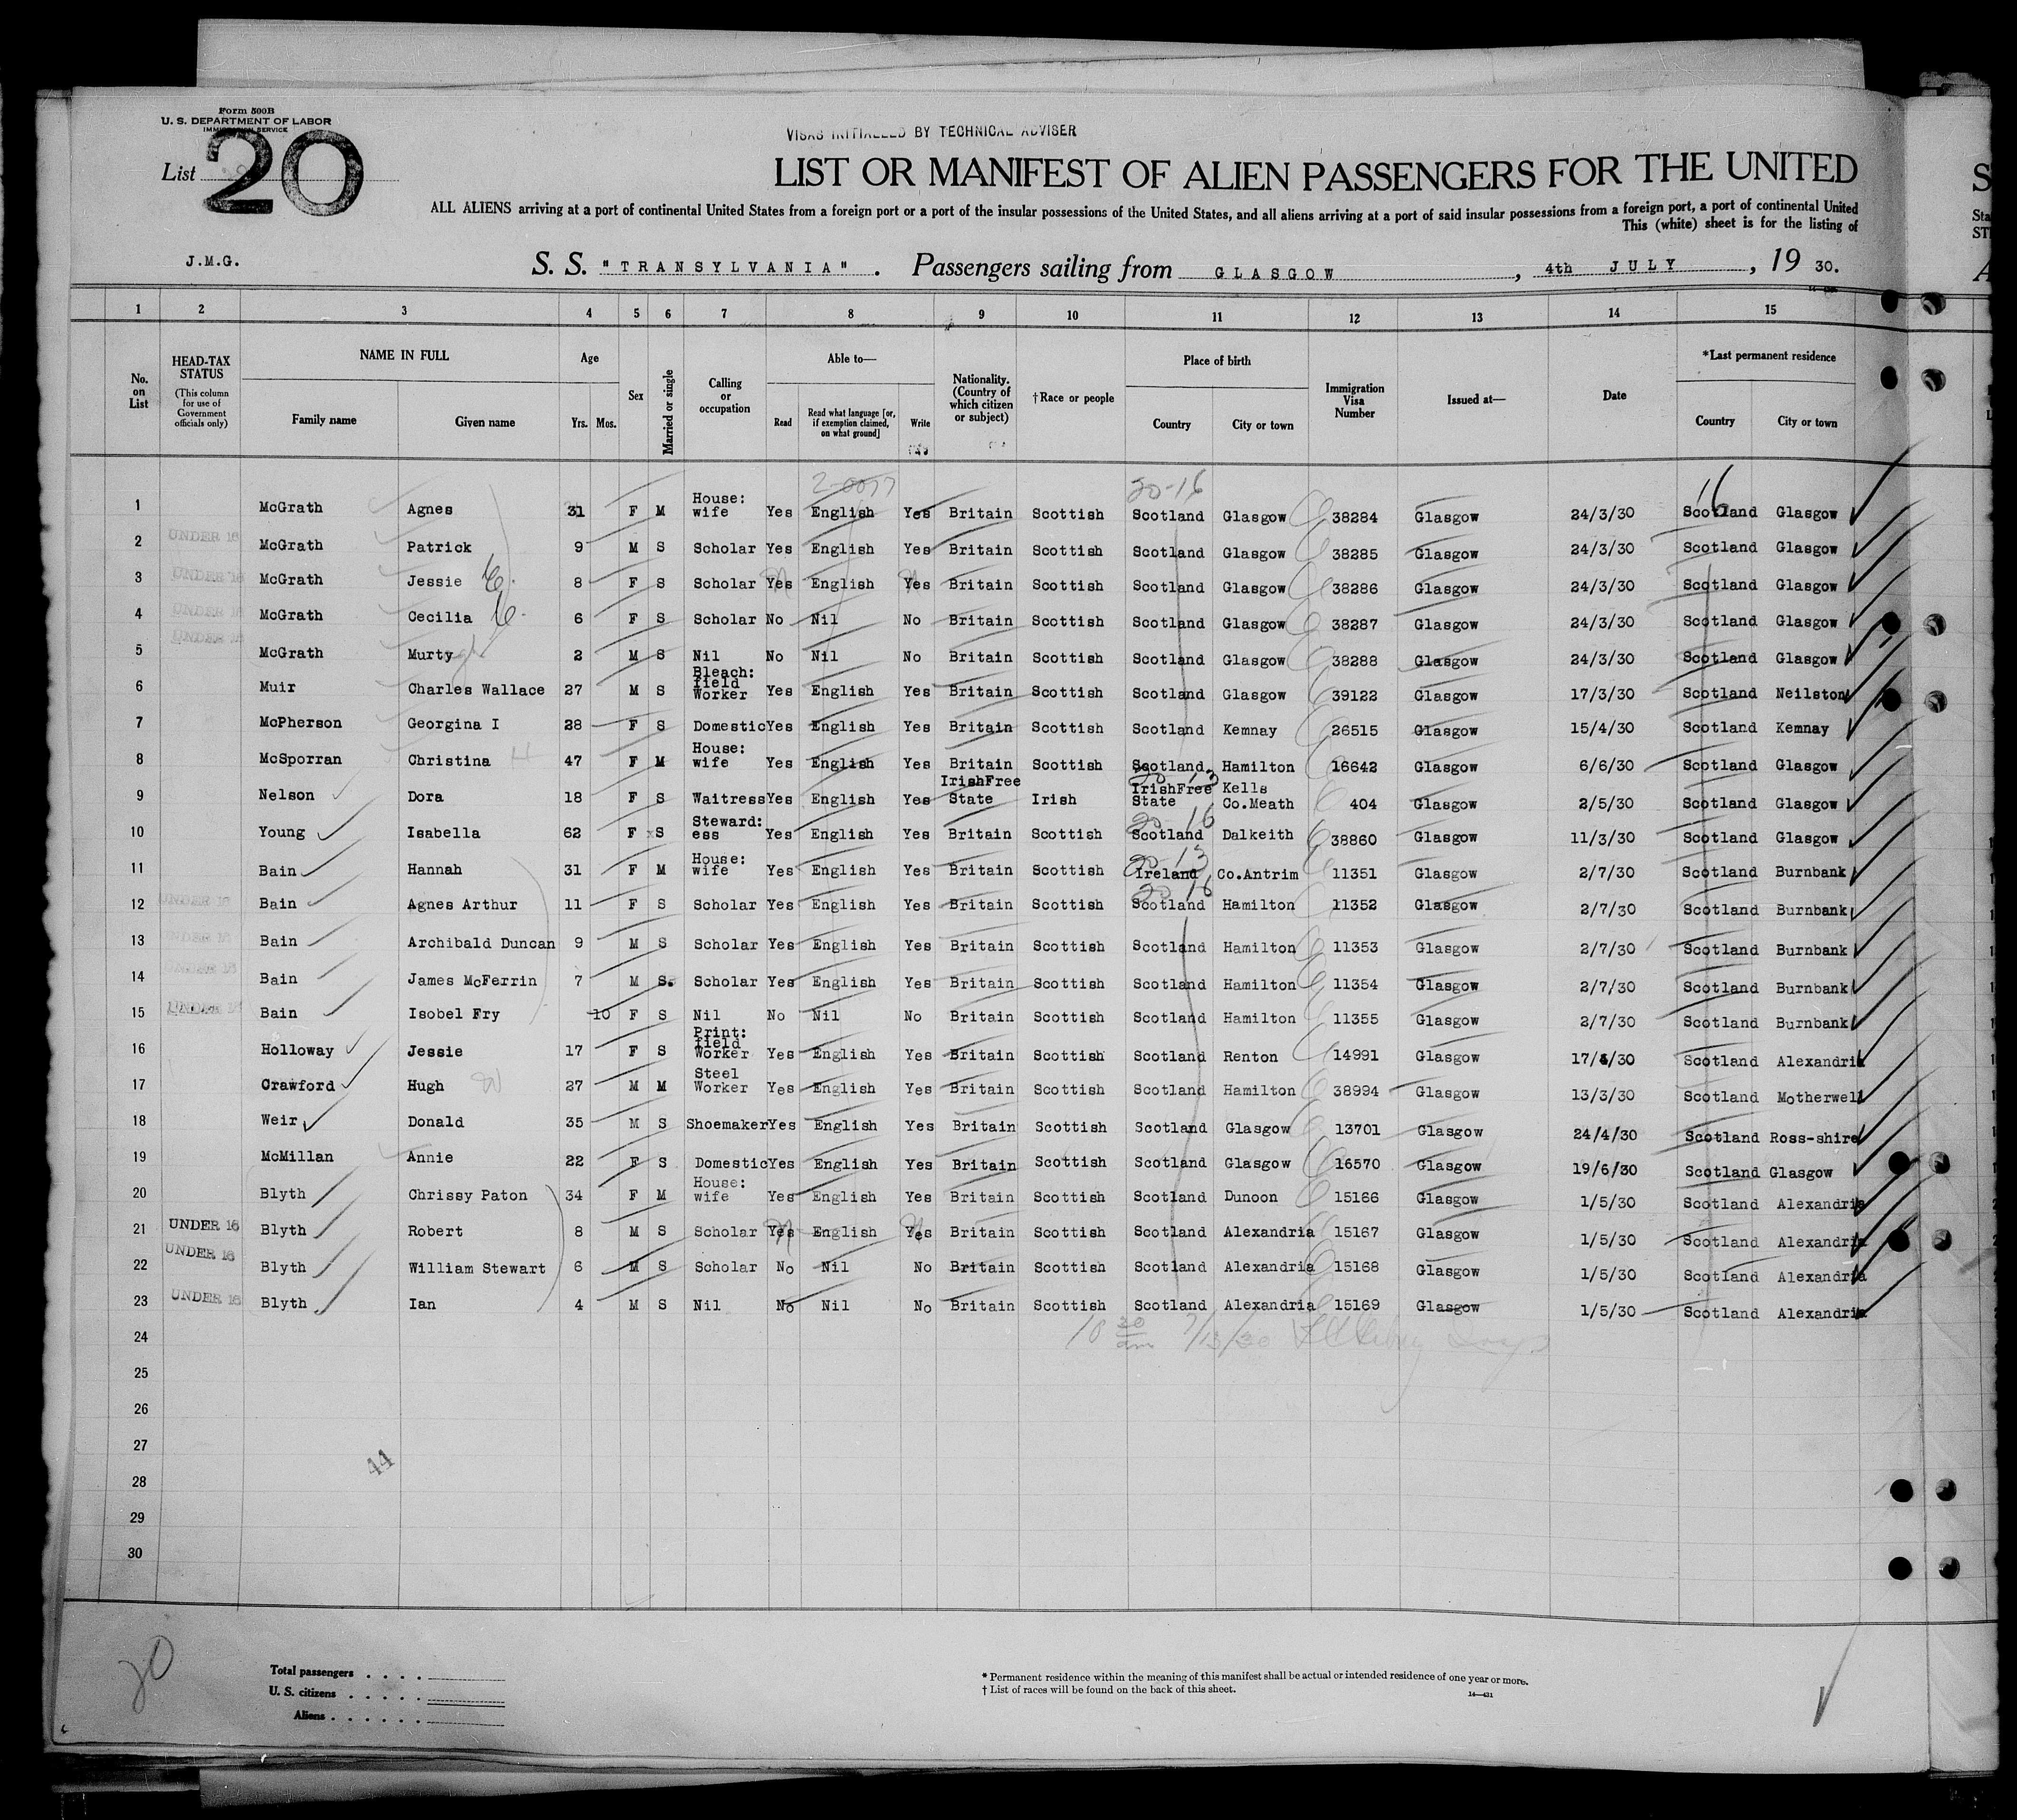 Form 500B
U. S. DEPARTMENT OF LABOR
IMMIGRATION SERVICE
List 20
VISAS INITIALLED BY TECHNICAL ADVISER
LIST OR MANIFEST OF ALIEN PASSENGERS FOR THE UNITED
ALL ALIENS arriving at a port of continental United States from a foreign port or a port of the insular possessions of the United States, and all aliens arriving at a port of said insular possessions from a foreign port, a port of continental United
This (white) sheet is for the listing of
J.M.G.
S. S. "TRANSYLVANIA". Passengers sailing from GLASGOW, 4th JULY, 19 30.
1 2 3 4 5 6 7 8 9 10 11 12 13 14 15
No. on List
HEAD-TAX STATUS (This column for use of Government officials only)
NAME IN FULL
Family name Given name
Age
Yrs. Mos.
Sex
Married or single
Calling or occupation
Able to—
Read Read what language [or, if exemption claimed, on what ground] Write
Nationality. (Country of which citizen or subject)
†Race or people
Place of birth
Country City or town
Immigration Visa Number
Issued at—
Date
*Last permanent residence
Country City or town
2-0077 20-16 16
1 McGrath Agnes 31 F M House: wife Yes English Yes Britain Scottish Scotland Glasgow 38284 Glasgow 24/3/30 Scotland Glasgow
2 UNDER 16 McGrath Patrick 9 M S Scholar Yes English Yes Britain Scottish Scotland Glasgow 38285 Glasgow 24/3/30 Scotland Glasgow
3 UNDER 16 McGrath Jessie C. 8 F S Scholar Yes English Yes Britain Scottish Scotland Glasgow 38286 Glasgow 24/3/30 Scotland Glasgow
4 UNDER 16 McGrath Cecilia C. 6 F S Scholar No Nil No Britain Scottish Scotland Glasgow 38287 Glasgow 24/3/30 Scotland Glasgow
5 UNDER 16 McGrath Murty 2 M S Nil No Nil No Britain Scottish Scotland Glasgow 38288 Glasgow 24/3/30 Scotland Glasgow
6 Muir Charles Wallace 27 M S Bleach: field Worker Yes English Yes Britain Scottish Scotland Glasgow 39122 Glasgow 17/3/30 Scotland Neilston
7 McPherson Georgina I 28 F S Domestic Yes English Yes Britain Scottish Scotland Kemnay 26515 Glasgow 15/4/30 Scotland Kemnay
8 McSporran Christina 47 F M House: wife Yes English Yes Britain Scottish Scotland Hamilton 16642 Glasgow 6/6/30 Scotland Glasgow
20-13
9 Nelson Dora 18 F S Waitress Yes English Yes IrishFree State Irish IrishFree State Kells Co.Meath 404 Glasgow 2/5/30 Scotland Glasgow
20-16
10 Young Isabella 62 F S Steward: ess Yes English Yes Britain Scottish Scotland Dalkeith 38860 Glasgow 11/3/30 Scotland Glasgow
20-13
11 Bain Hannah 31 F M House: wife Yes English Yes Britain Scottish Ireland Co.Antrim 11351 Glasgow 2/7/30 Scotland Burnbank
20-16
12 UNDER 16 Bain Agnes Arthur 11 F S Scholar Yes English Yes Britain Scottish Scotland Hamilton 11352 Glasgow 2/7/30 Scotland Burnbank
13 UNDER 16 Bain Archibald Duncan 9 M S Scholar Yes English Yes Britain Scottish Scotland Hamilton 11353 Glasgow 2/7/30 Scotland Burnbank
14 UNDER 16 Bain James McFerrin 7 M S. Scholar Yes English Yes Britain Scottish Scotland Hamilton 11354 Glasgow 2/7/30 Scotland Burnbank
15 UNDER 16 Bain Isobel Fry 10 F S Nil No Nil No Britain Scottish Scotland Hamilton 11355 Glasgow 2/7/30 Scotland Burnbank
16 Holloway Jessie 17 F S Print: field Worker Yes English Yes Britain Scottish Scotland Renton 14991 Glasgow 17/4/30 Scotland Alexandria
17 Crawford Hugh 27 M M Steel Worker Yes English Yes Britain Scottish Scotland Hamilton 38994 Glasgow 13/3/30 Scotland Motherwell
18 Weir Donald 35 M S Shoemaker Yes English Yes Britain Scottish Scotland Glasgow 13701 Glasgow 24/4/30 Scotland Ross-shire
19 McMillan Annie 22 F S Domestic Yes English Yes Britain Scottish Scotland Glasgow 16570 Glasgow 19/6/30 Scotland Glasgow
20 Blyth Chrissy Paton 34 F M House: wife Yes English Yes Britain Scottish Scotland Dunoon 15166 Glasgow 1/5/30 Scotland Alexandria
21 UNDER 16 Blyth Robert 8 M S Scholar Yes English Yes Britain Scottish Scotland Alexandria 15167 Glasgow 1/5/30 Scotland Alexandria
22 UNDER 16 Blyth William Stewart 6 M S Scholar No Nil No Britain Scottish Scotland Alexandria 15168 Glasgow 1/5/30 Scotland Alexandria
23 UNDER 16 Blyth Ian 4 M S Nil No Nil No Britain Scottish Scotland Alexandria 15169 Glasgow 1/5/30 Scotland Alexandria
24 10 30 am 7/13/30
25
26
27
44
28
29
30
20
Total passengers
U. S. citizens
Aliens
* Permanent residence within the meaning of this manifest shall be actual or intended residence of one year or more.
† List of races will be found on the back of this sheet.
14—431